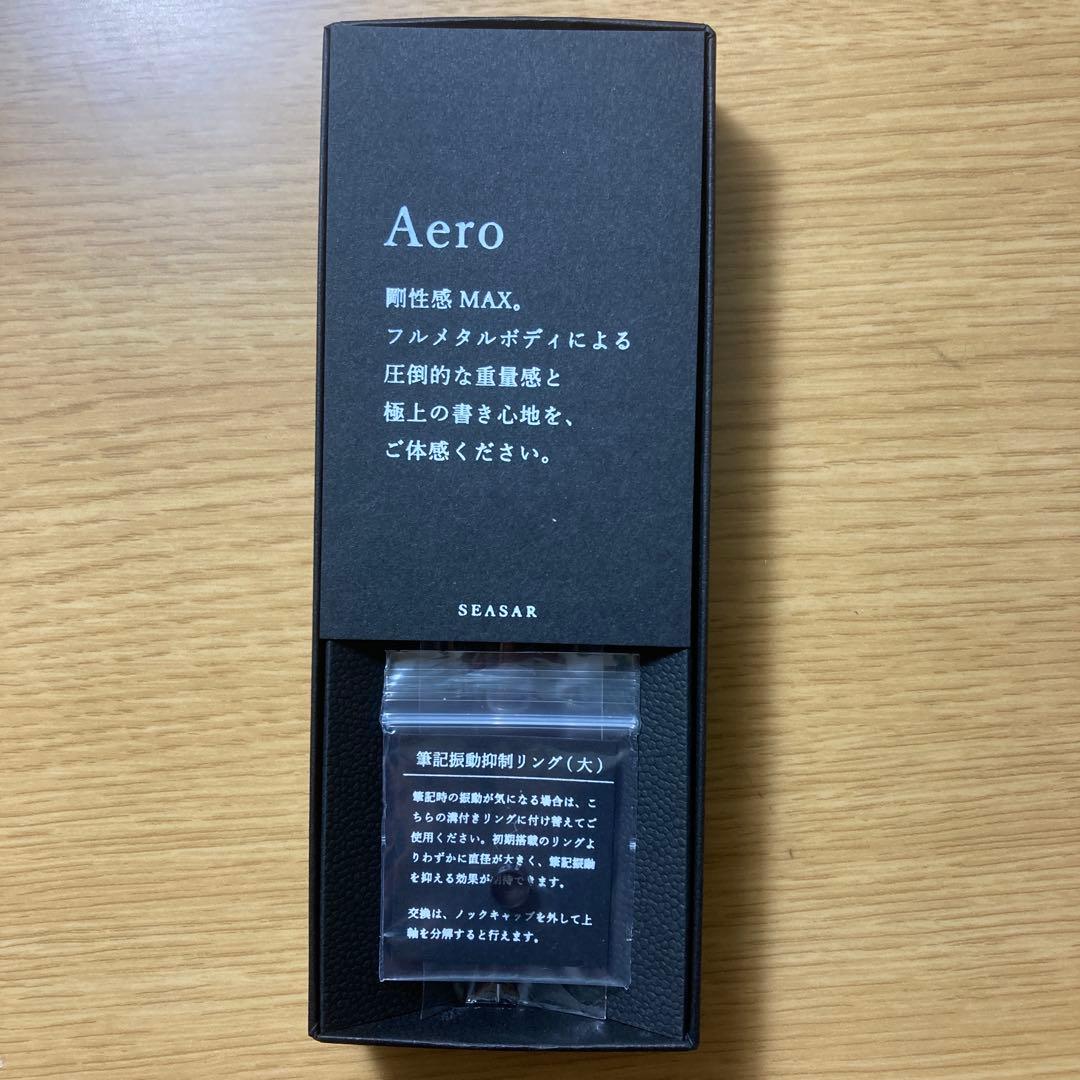 Aero
剛性感 MAX。
フルメタルボディによる
圧倒的な重量感と
極上の書き心地を、
ご体感ください。
SEASAR
筆記振動抑制リング(大)
筆記時の振動が気になる場合は、こ
ちらの溝付きリングに付け替えてご
使用ください。初期搭載のリングよ
りわずかに直径が大きく、筆記振動
を抑える効果が期待できます。
交換は、ノックキャップを外して上
軸を分解すると行えます。